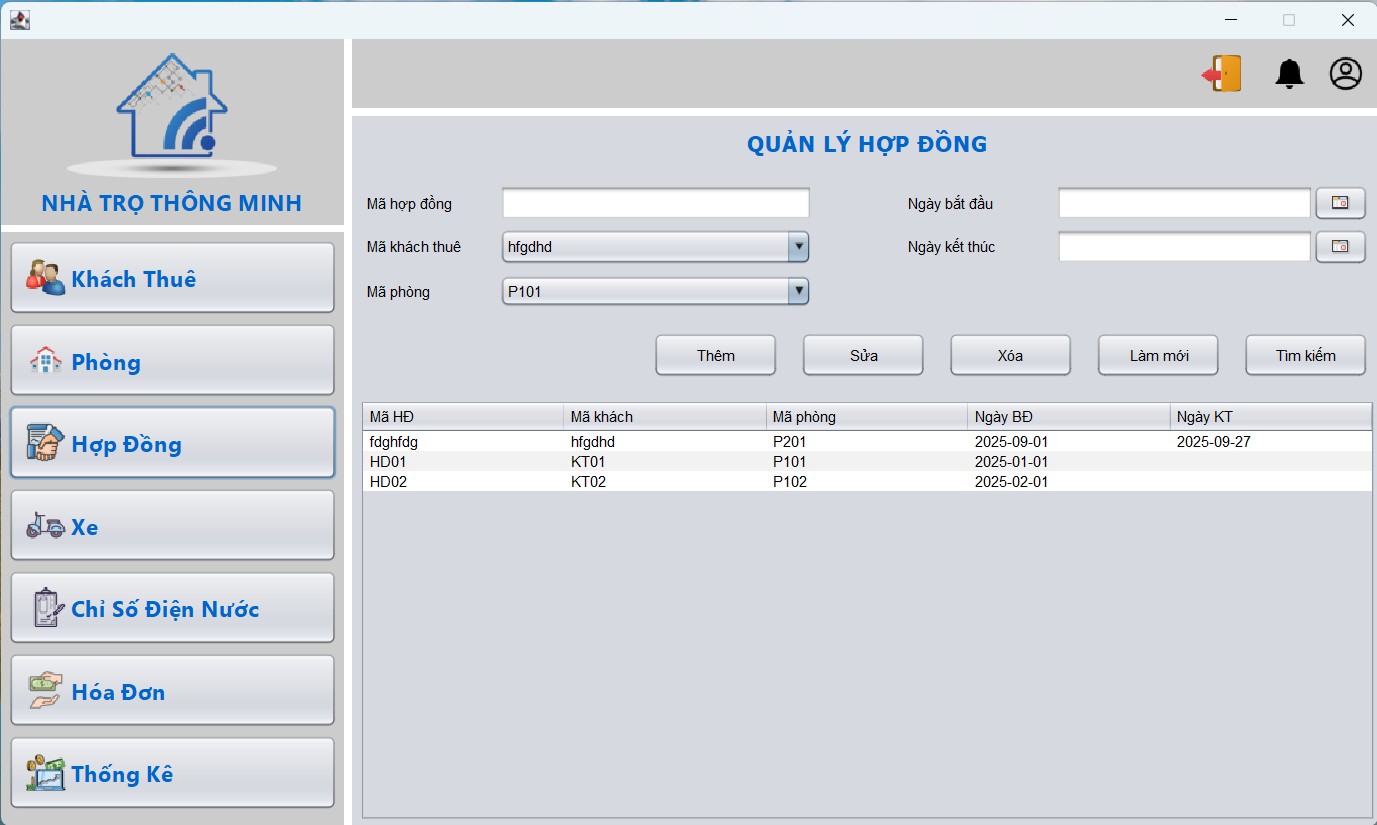 NHÀ TRỌ THÔNG MINH
Khách Thuê
Phòng
Hợp Đồng
Xe
Chỉ Số Điện Nước
Hóa Đơn
Thống Kê
QUẢN LÝ HỢP ĐỒNG
Mã hợp đồng
Ngày bắt đầu
Mã khách thuê hfgdhd
Ngày kết thúc
Mã phòng P101
Thêm Sửa Xóa Làm mới Tìm kiếm
Mã HĐ Mã khách Mã phòng Ngày BĐ Ngày KT
fdghfdg hfgdhd P201 2025-09-01 2025-09-27
HD01 KT01 P101 2025-01-01
HD02 KT02 P102 2025-02-01